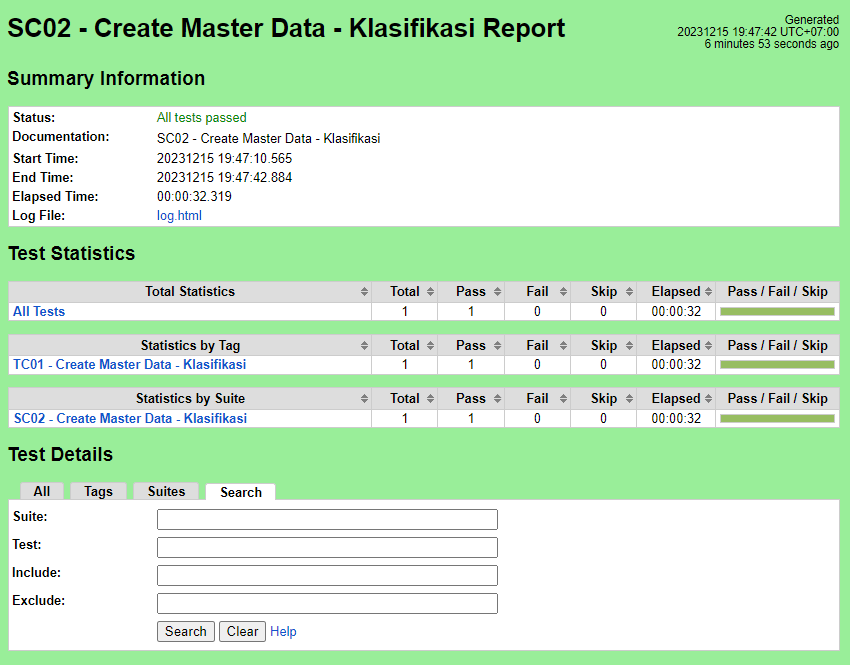 SC02 - Create Master Data - Klasifikasi Report
Generated
20231215 19:47:42 UTC+07:00
6 minutes 53 seconds ago
Summary Information
Status: All tests passed
Documentation: SC02 - Create Master Data - Klasifikasi
Start Time: 20231215 19:47:10.565
End Time: 20231215 19:47:42.884
Elapsed Time: 00:00:32.319
Log File: log.html
Test Statistics
Total Statistics Total Pass Fail Skip Elapsed Pass / Fail / Skip
All Tests 1 1 0 0 00:00:32
Statistics by Tag Total Pass Fail Skip Elapsed Pass / Fail / Skip
TC01 - Create Master Data - Klasifikasi 1 1 0 0 00:00:32
Statistics by Suite Total Pass Fail Skip Elapsed Pass / Fail / Skip
SC02 - Create Master Data - Klasifikasi 1 1 0 0 00:00:32
Test Details
All Tags Suites Search
Suite:
Test:
Include:
Exclude:
Search Clear Help